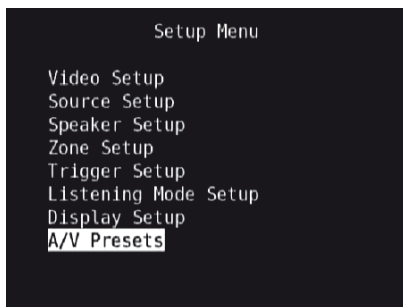 Setup Menu
Video Setup
Source Setup
Speaker Setup
Zone Setup
Trigger Setup
Listening Mode Setup
Display Setup
A/V Presets